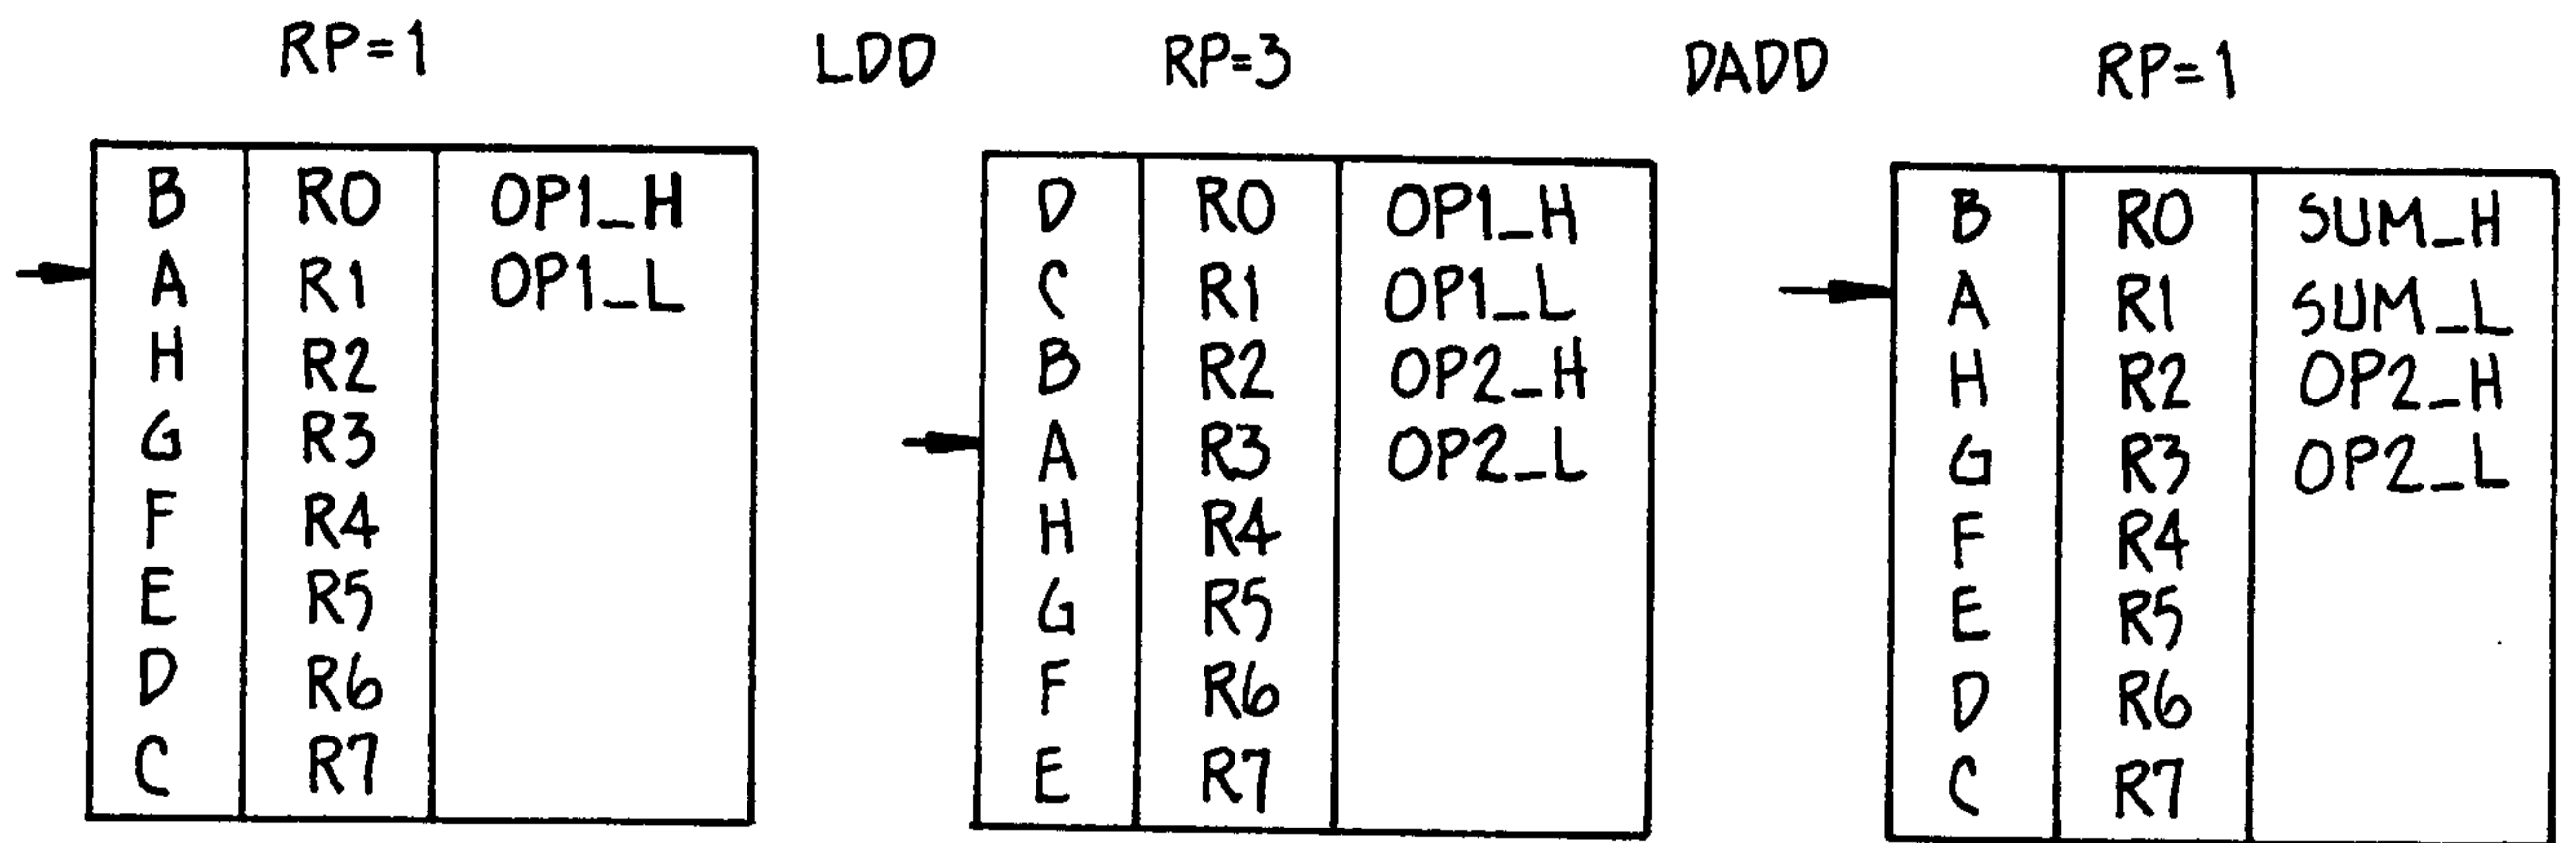 RP=1 LDD RP=3 DADD RP=1
B R0 OP1_H D R0 OP1_H B R0 SUM_H
A R1 OP1_L C R1 OP1_L A R1 SUM_L
H R2 B R2 OP2_H H R2 OP2_H
G R3 A R3 OP2_L G R3 OP2_L
F R4 H R4 F R4
E R5 G R5 E R5
D R6 F R6 D R6
C R7 E R7 C R7